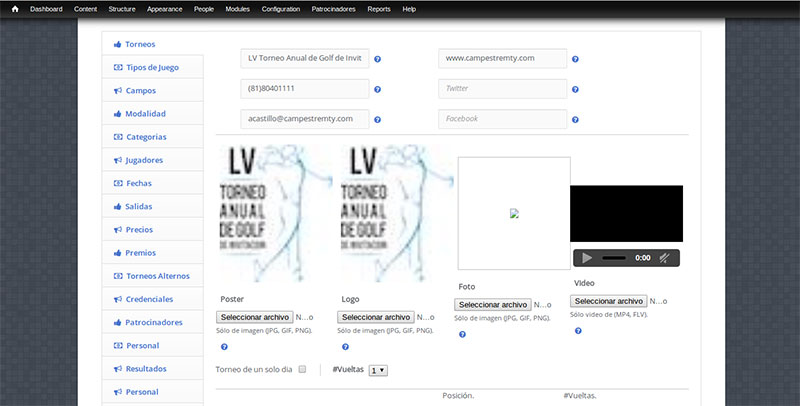 Dashboard Content Structure Appearance People Modules Configuration Patrocinadores Reports Help
Torneos
Tipos de Juego
Campos
Modalidad
Categorias
Jugadores
Fechas
Salidas
Precios
Premios
Torneos Alternos
Credenciales
Patrocinadores
Personal
Resultados
Personal
LV Torneo Anual de Golf de Invit
www.campestremty.com
(81)80401111
Twitter
acastillo@campestremty.com
Facebook
LV
TORNEO
ANUAL
DE GOLF
DE INVITACION
LV
TORNEO
ANUAL
DE GOLF
DE INVITACION
0:00
Poster
Logo
Foto
Video
Seleccionar archivo N...o
Seleccionar archivo N...o
Seleccionar archivo N...o
Seleccionar archivo N...o
Sólo de imagen (JPG, GIF, PNG).
Sólo de imagen (JPG, GIF, PNG).
Sólo de imagen (JPG, GIF, PNG).
Sólo video de (MP4, FLV).
Torneo de un solo dia
#Vueltas 1
Posición.
#Vueltas.